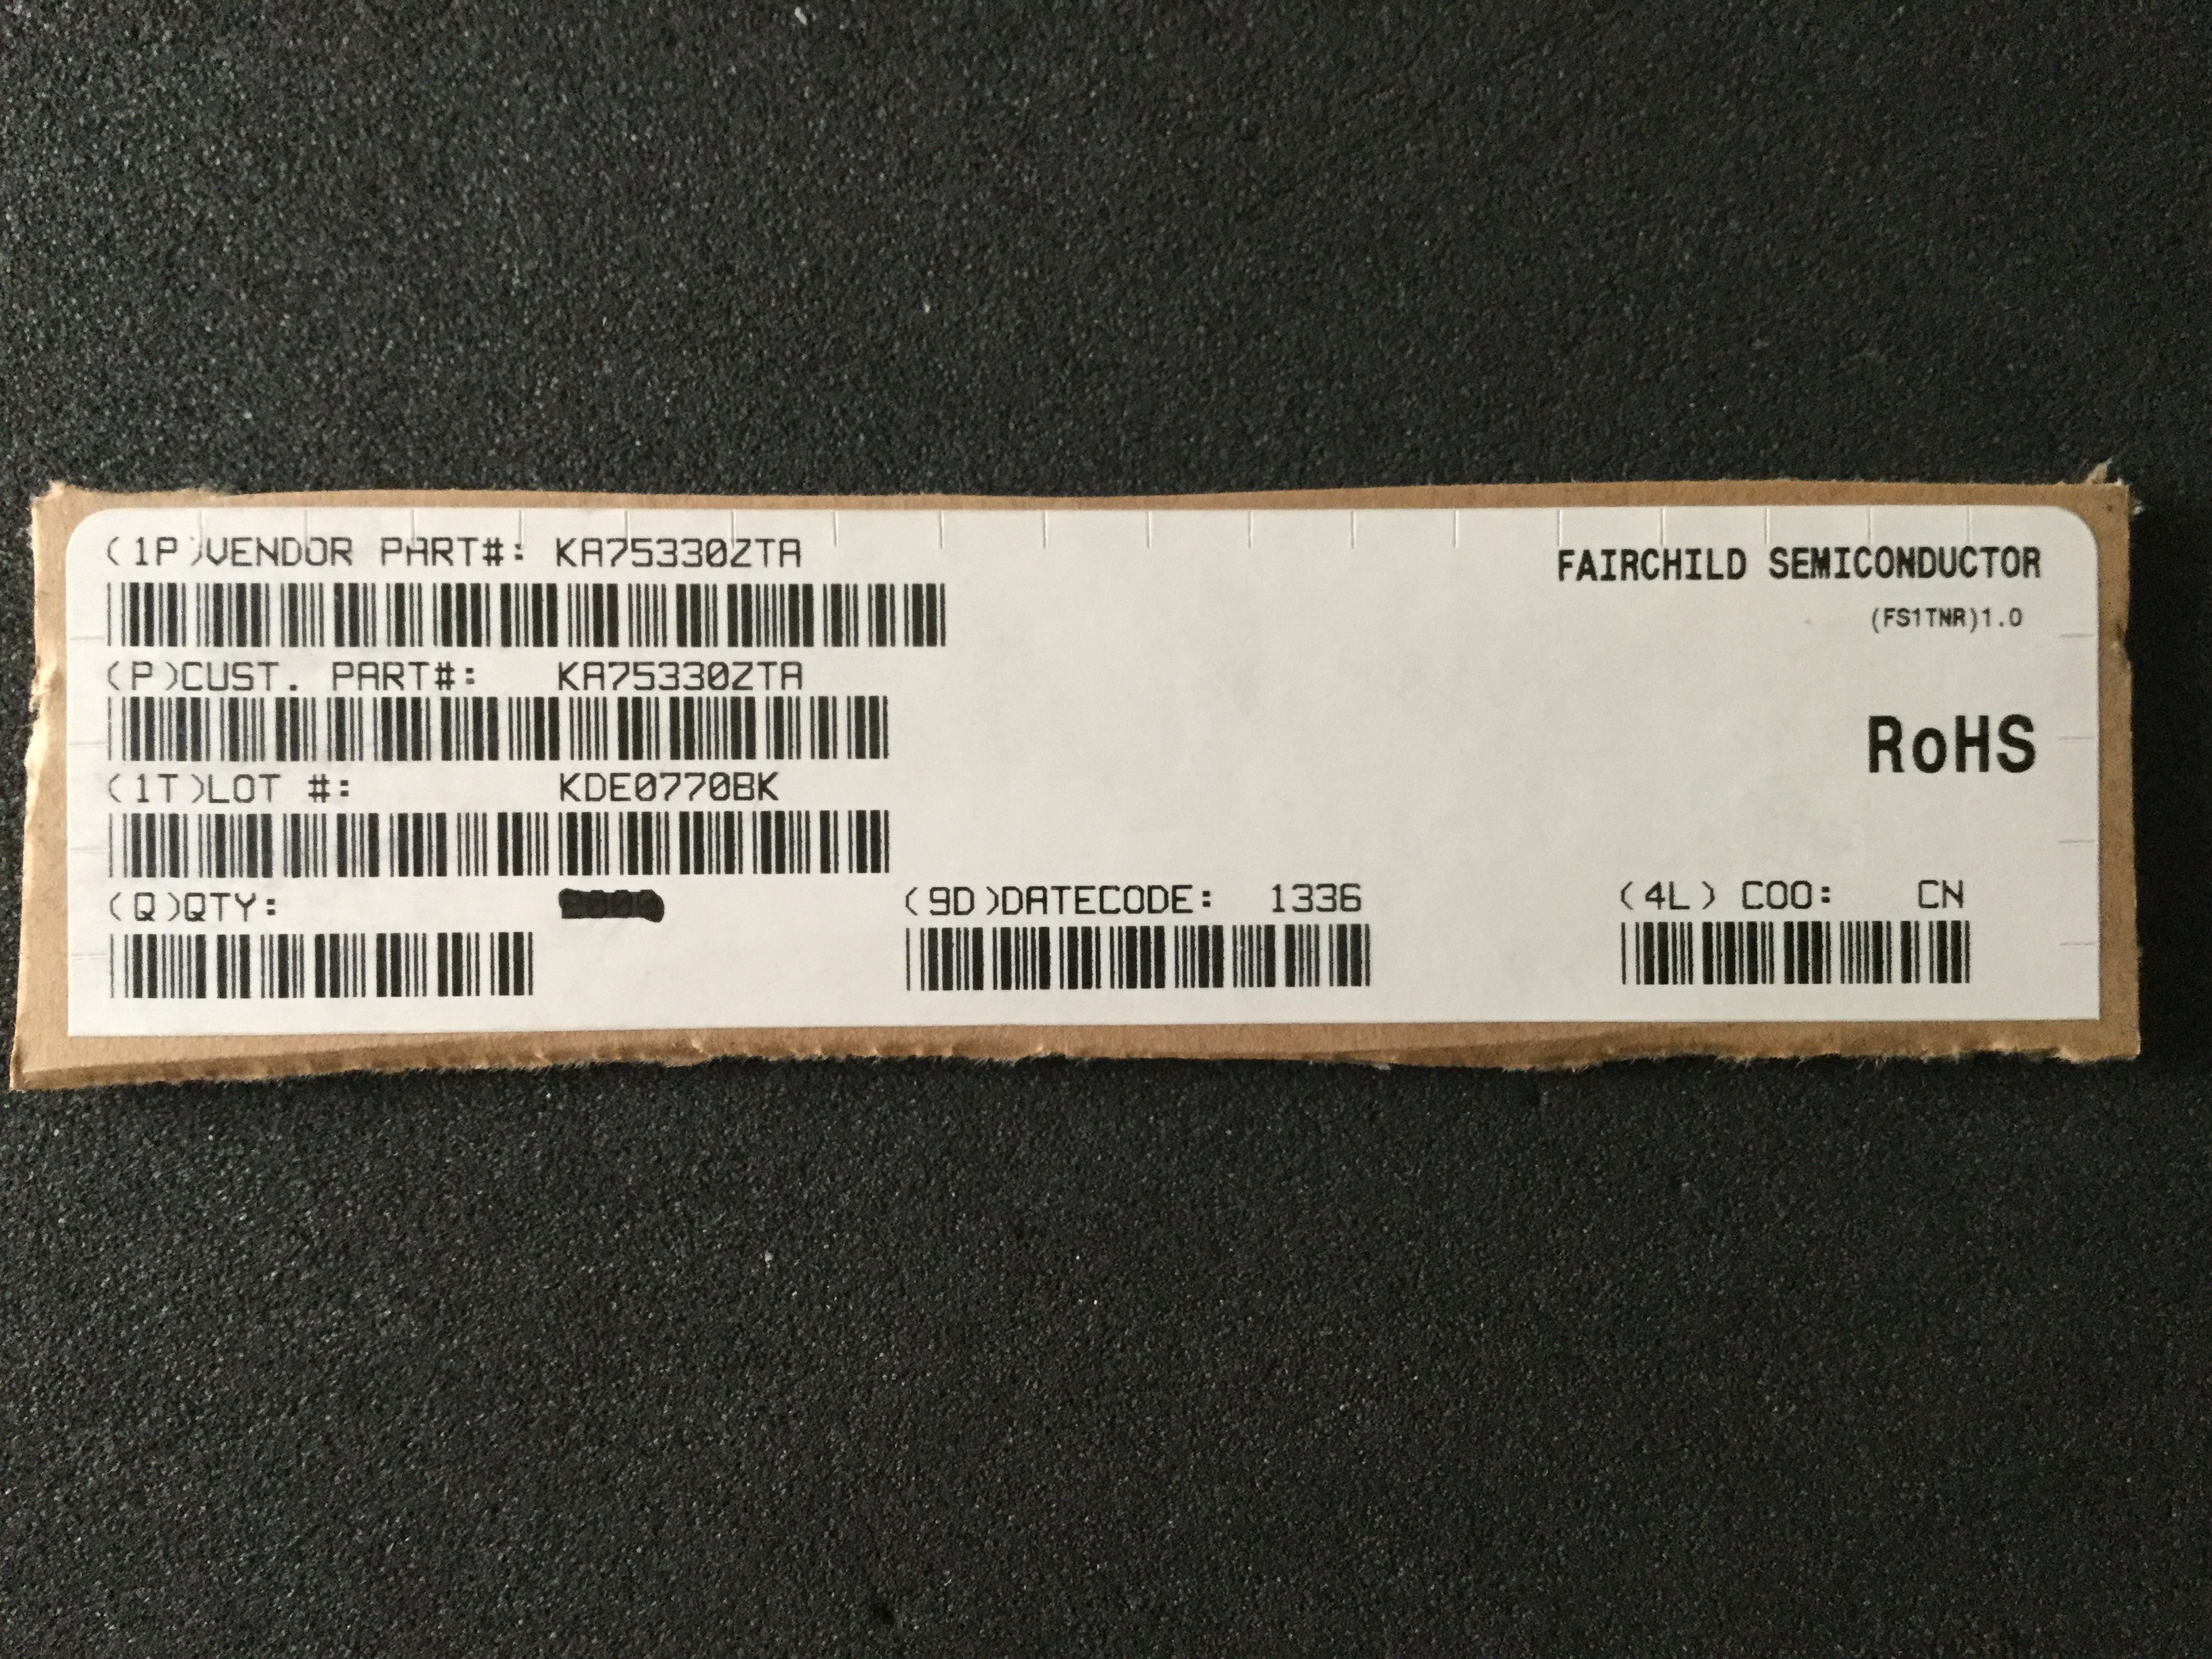 (1P)VENDOR PART#: KA75330ZTA
FAIRCHILD SEMICONDUCTOR
(FS1TNR)1.0
(P)CUST. PART#: KA75330ZTA
RoHS
(1T)LOT #: KDE0770BK
(Q)QTY:
(9D)DATECODE: 1336
(4L) COO: CN